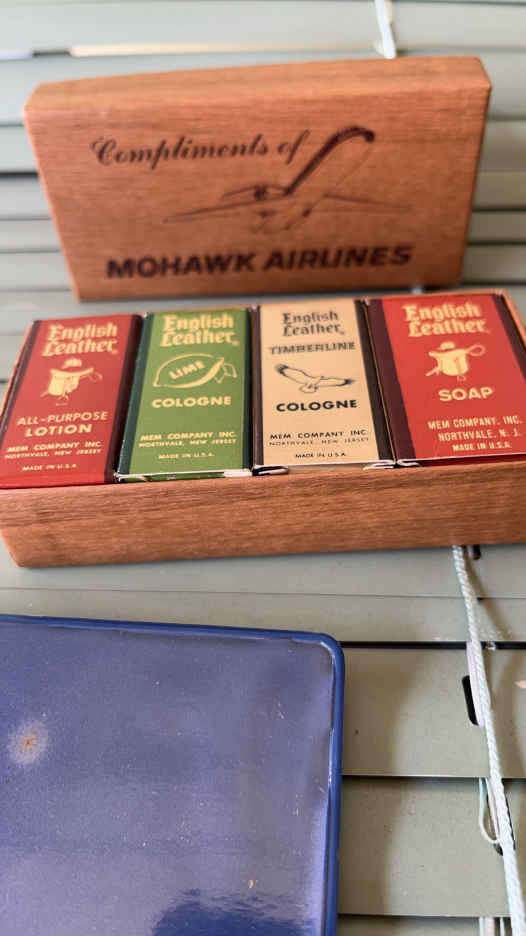 Compliments of
MOHAWK AIRLINES
English
Leather
ALL-PURPOSE
LOTION
MEM COMPANY INC.
NORTHVALE, NEW JERSEY
MADE IN U.S.A.
English
Leather
LIME
COLOGNE
MEM COMPANY INC.
NORTHVALE, NEW JERSEY
MADE IN U.S.A.
English
Leather
TIMBERLINE
COLOGNE
MEM COMPANY INC.
NORTHVALE, NEW JERSEY
MADE IN U.S.A.
English
Leather
SOAP
MEM COMPANY, INC.
NORTHVALE, N. J.
MADE IN U.S.A.